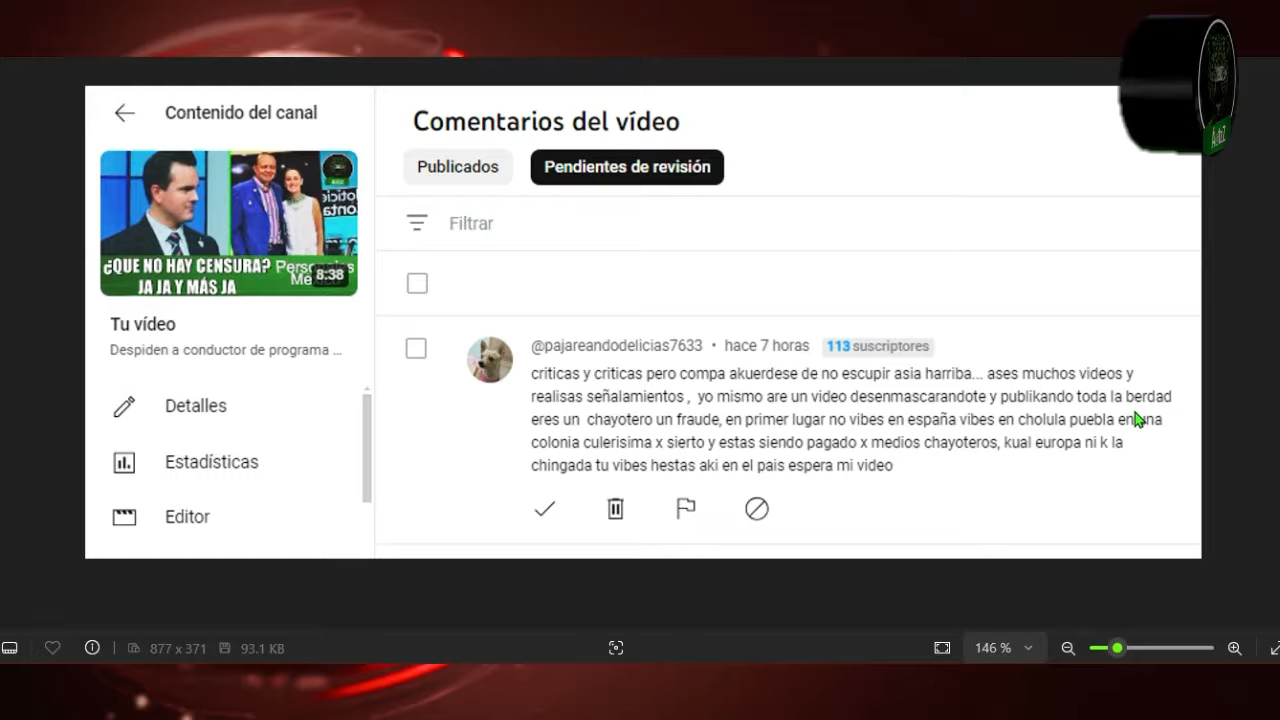 Contenido del canal
¿QUE NO HAY CENSURA?
JA JA Y MÁS JA
8:38
Tu vídeo
Despiden a conductor de programa ...
Detalles
Estadísticas
Editor
Comentarios del vídeo
Publicados
Pendientes de revisión
Filtrar
@pajareandodelicias7633 • hace 7 horas 113 suscriptores
criticas y criticas pero compa akuerdese de no escupir asia harriba... ases muchos videos y
realisas señalamientos , yo mismo are un video desenmascarandote y publikando toda la berdad
eres un chayotero un fraude, en primer lugar no vibes en españa vibes en cholula puebla en una
colonia culerisima x sierto y estas siendo pagado x medios chayoteros, kual europa ni k la
chingada tu vibes hestas aki en el pais espera mi video
877 x 371
93.1 KB
146 %